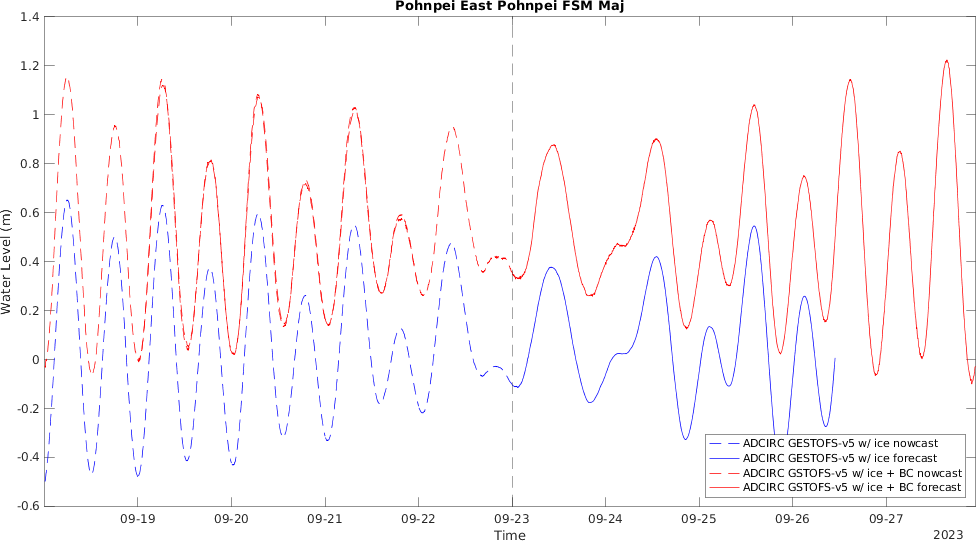 Pohnpei East Pohnpei FSM Maj
1.4
1.2
1
0.8
0.6
0.4
0.2
0
-0.2
-0.4
-0.6
Water Level (m)
ADCIRC GESTOFS-v5 w/ ice nowcast
ADCIRC GESTOFS-v5 w/ ice forecast
ADCIRC GSTOFS-v5 w/ ice + BC nowcast
ADCIRC GSTOFS-v5 w/ ice + BC forecast
09-19 09-20 09-21 09-22 09-23 09-24 09-25 09-26 09-27
Time
2023